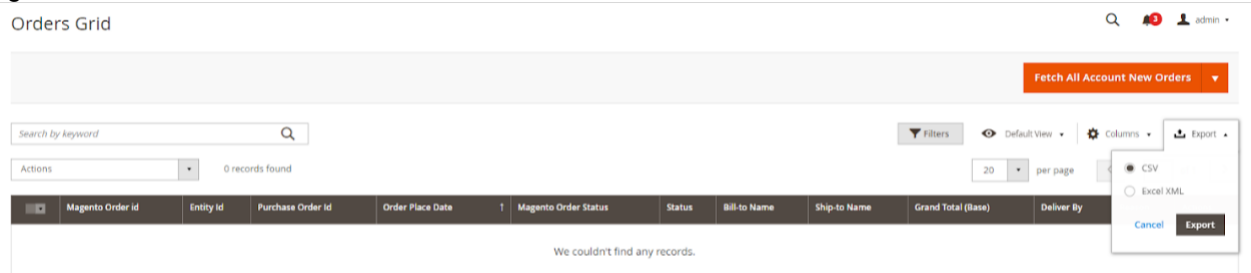 Orders Grid
3
admin
Fetch All Account New Orders
Search by keyword
Filters
Default View
Columns
Export
Actions
0 records found
20
per page
CSV
Excel XML
Cancel
Export
Magento Order id
Entity Id
Purchase Order Id
Order Place Date
Magento Order Status
Status
Bill-to Name
Ship-to Name
Grand Total (Base)
Deliver By
We couldn't find any records.